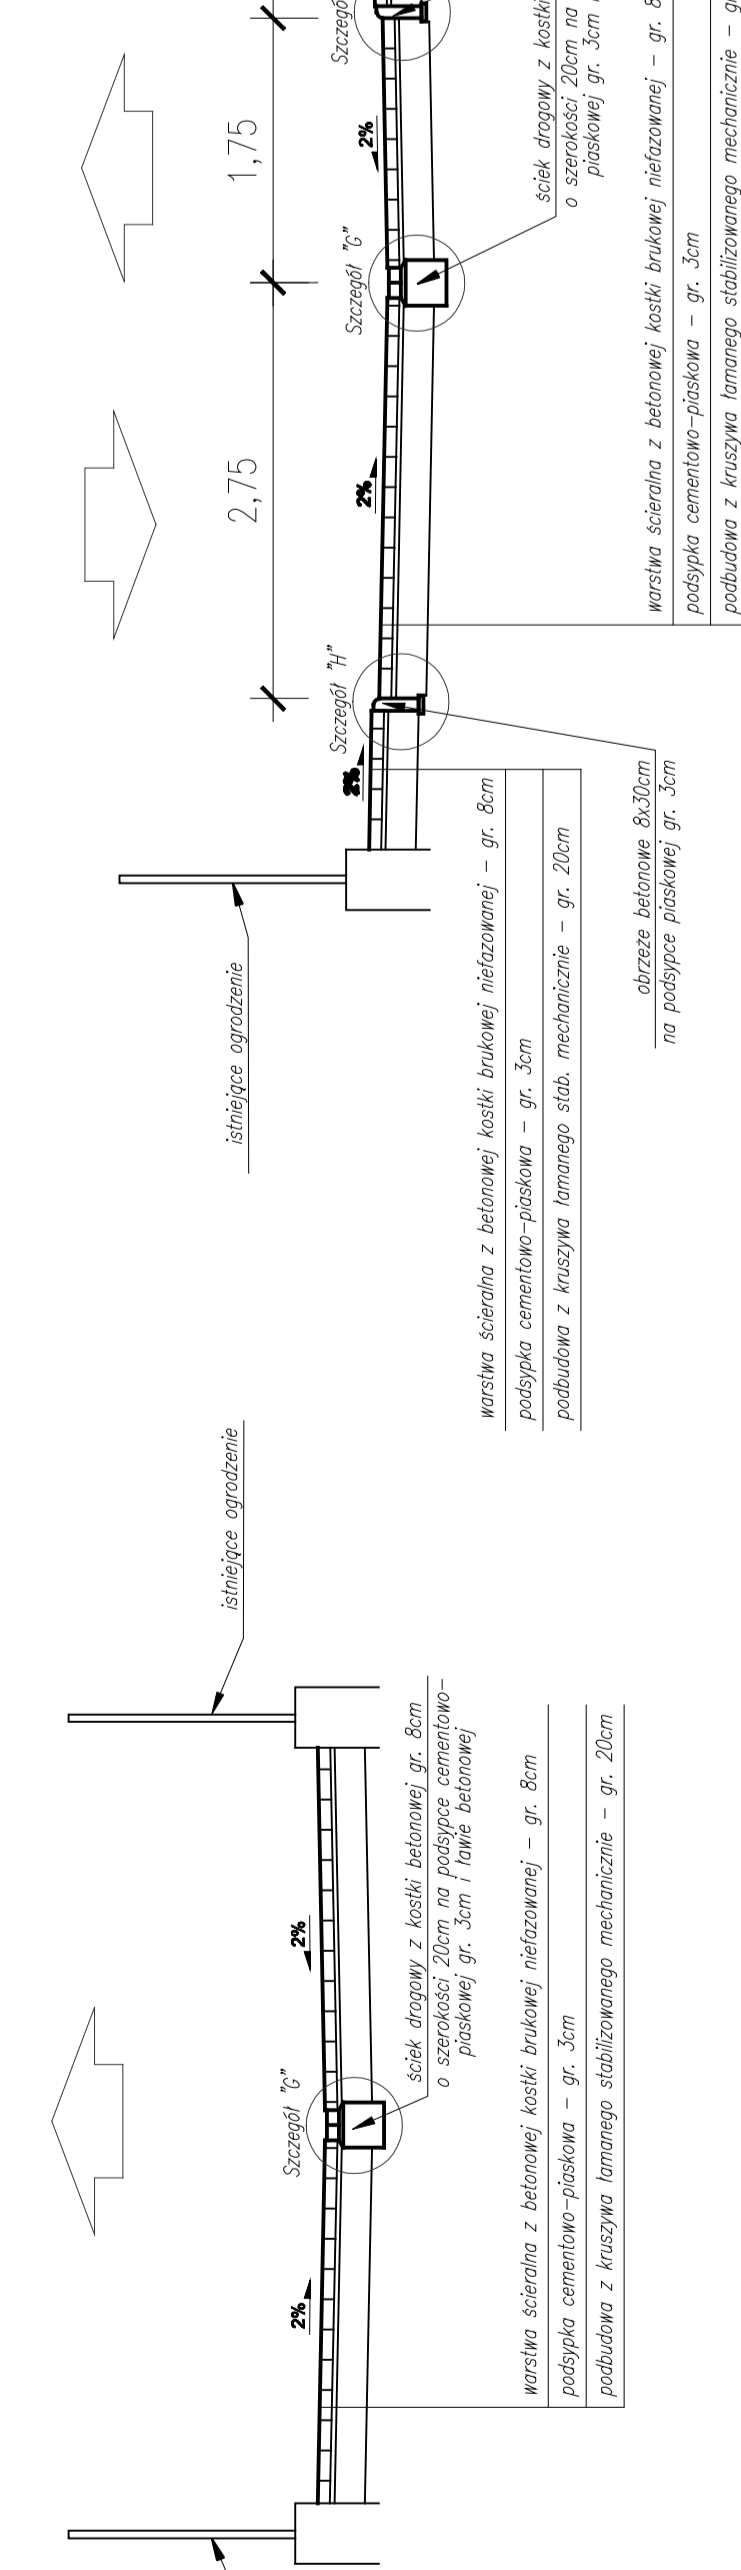 istniejące ogrodzenie
2%
Szczegół "G"
2%
ściek drogowy z kostki betonowej gr. 8cm
o szerokości 20cm na podsypce cementowo-
piaskowej gr. 3cm i ławie betonowej
warstwa ścieralna z betonowej kostki brukowej niefazowanej – gr. 8cm
podsypka cementowo-piaskowa – gr. 3cm
podbudowa z kruszywa łamanego stabilizowanego mechanicznie – gr. 20cm
istniejące ogrodzenie
2,75
1,75
2%
Szczegół "H"
2%
Szczegół "G"
2%
Szczegó
warstwa ścieralna z betonowej kostki brukowej niefazowanej – gr. 8cm
podsypka cementowo-piaskowa – gr. 3cm
podbudowa z kruszywa łamanego stab. mechanicznie – gr. 20cm
obrzeże betonowe 8x30cm
na podsypce piaskowej gr. 3cm
ściek drogowy z kostki
o szerokości 20cm na
piaskowej gr. 3cm
warstwa ścieralna z betonowej kostki brukowej niefazowanej – gr. 8
podsypka cementowo-piaskowa – gr. 3cm
podbudowa z kruszywa łamanego stabilizowanego mechanicznie – gr